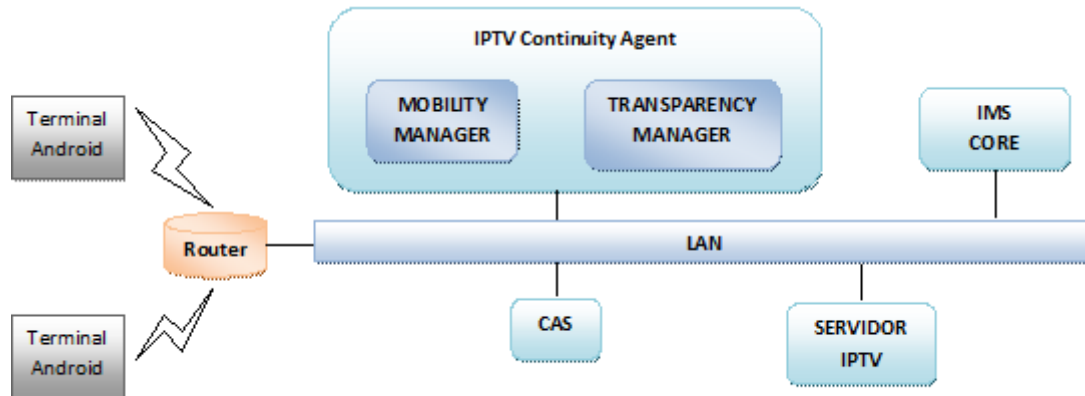 IPTV Continuity Agent
MOBILITY
MANAGER
TRANSPARENCY
MANAGER
IMS
CORE
Terminal
Android
Router
LAN
Terminal
Android
CAS
SERVIDOR
IPTV